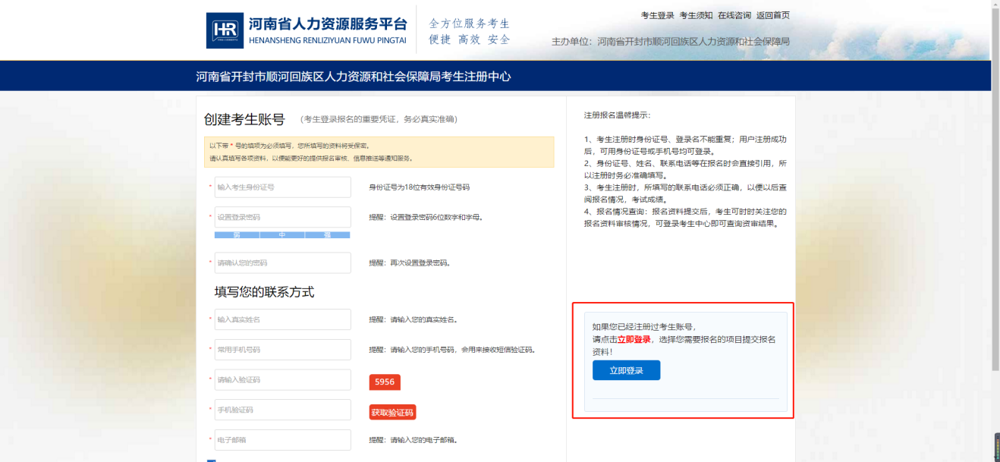 HR
河南省人力资源服务平台
HENANSHENG RENLIZIYUAN FUWU PINGTAI
全方位服务考生
便捷 高效 安全
考生登录 考生须知 在线咨询 返回首页
主办单位：河南省开封市顺河回族区人力资源和社会保障局
河南省开封市顺河回族区人力资源和社会保障局考生注册中心
创建考生账号 （考生登录报名的重要凭证，务必真实准确）
以下带 * 号的填项为必须填写，您所填写的资料将受保密。
请认真填写各项资料，以便能更好的提供报名审核、信息推送等通知服务。
* 输入考生身份证号 身份证号为18位有效身份证号码
* 设置登录密码 提醒：设置登录密码6位数字和字母。
弱 中 强
* 请确认您的密码 提醒：再次设置登录密码。
填写您的联系方式
* 输入真实姓名 提醒：请输入您的真实姓名。
* 常用手机号码 提醒：请输入您的手机号码，会用来接收短信验证码。
* 请输入验证码 5956
* 手机验证码 获取验证码
* 电子邮箱 提醒：请输入您的电子邮箱。
注册报名温馨提示：
1、考生注册时身份证号、登录名不能重复；用户注册成功
后，可用身份证号或手机号均可登录。
2、身份证号、姓名、联系电话等在报名时会直接引用，所
以注册时务必准确填写。
3、考生注册时，所填写的联系电话必须正确，以便以后查
阅报名情况，考试成绩。
4、报名情况查询：报名资料提交后，考生可时时关注您的
报名资料审核情况，可登录考生中心即可查询资审结果。
如果您已经注册过考生账号，
请点击立即登录，选择您需要报名的项目提交报名
资料！
立即登录